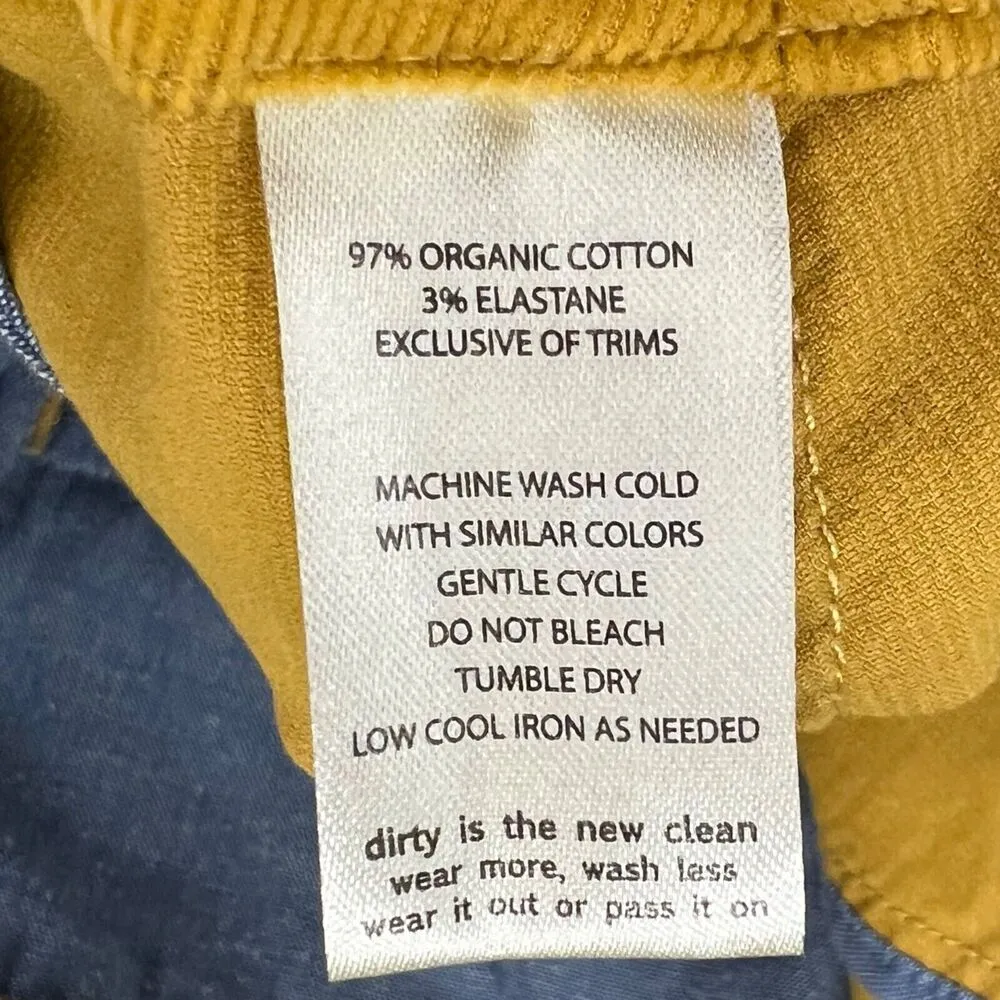 97% ORGANIC COTTON
3% ELASTANE
EXCLUSIVE OF TRIMS
MACHINE WASH COLD
WITH SIMILAR COLORS
GENTLE CYCLE
DO NOT BLEACH
TUMBLE DRY
LOW COOL IRON AS NEEDED
dirty is the new clean
wear more, wash less
wear it out or pass it on